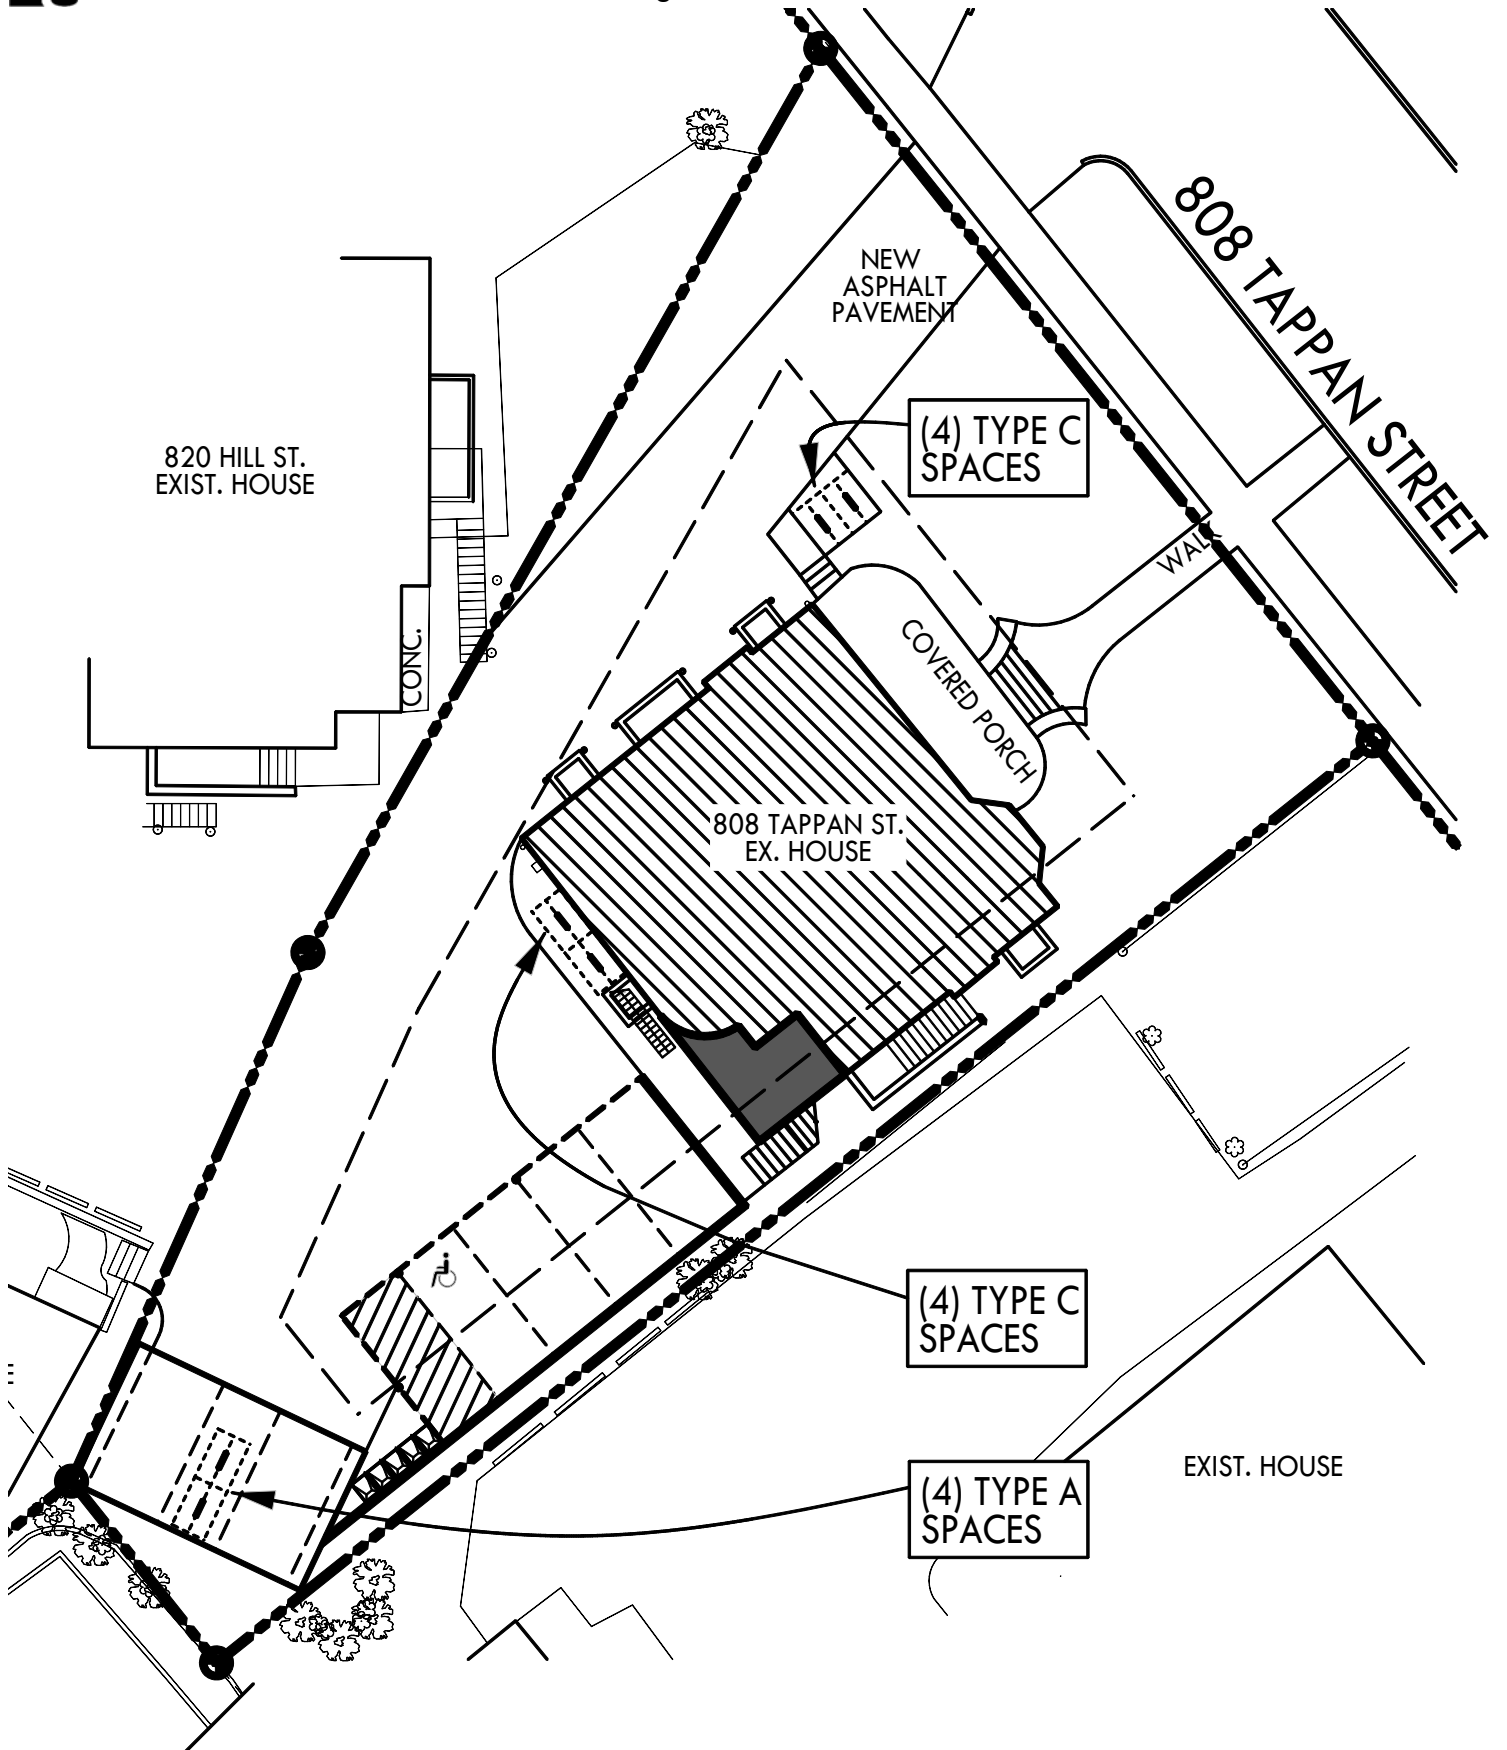 808 TAPPAN STREET
NEW
ASPHALT
PAVEMENT
(4) TYPE C
SPACES
820 HILL ST.
EXIST. HOUSE
WALK
CONC.
COVERED PORCH
808 TAPPAN ST.
EX. HOUSE
(4) TYPE C
SPACES
(4) TYPE A
SPACES
EXIST. HOUSE